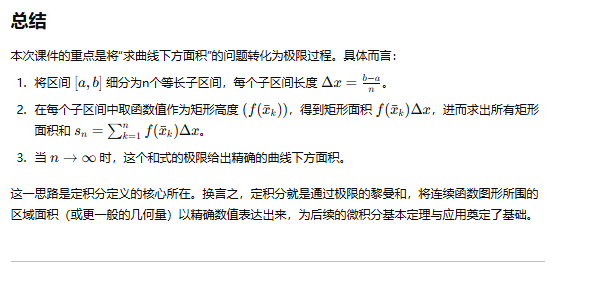 总结
本次课件的重点是将“求曲线下方面积”的问题转化为极限过程。具体而言：
1. 将区间 [a, b] 细分为n个等长子区间，每个子区间长度 Δx = \frac{b-a}{n}。
2. 在每个子区间中取函数值作为矩形高度 (f(x̄_k))，得到矩形面积 f(x̄_k)Δx，进而求出所有矩形
面积和 s_n = ∑_{k=1}^{n} f(x̄_k)Δx。
3. 当 n → ∞ 时，这个和式的极限给出精确的曲线下方面积。
这一思路是定积分定义的核心所在。换言之，定积分就是通过极限的黎曼和，将连续函数图形所围的
区域面积（或更一般的几何量）以精确数值表达出来，为后续的微积分基本定理与应用奠定了基础。